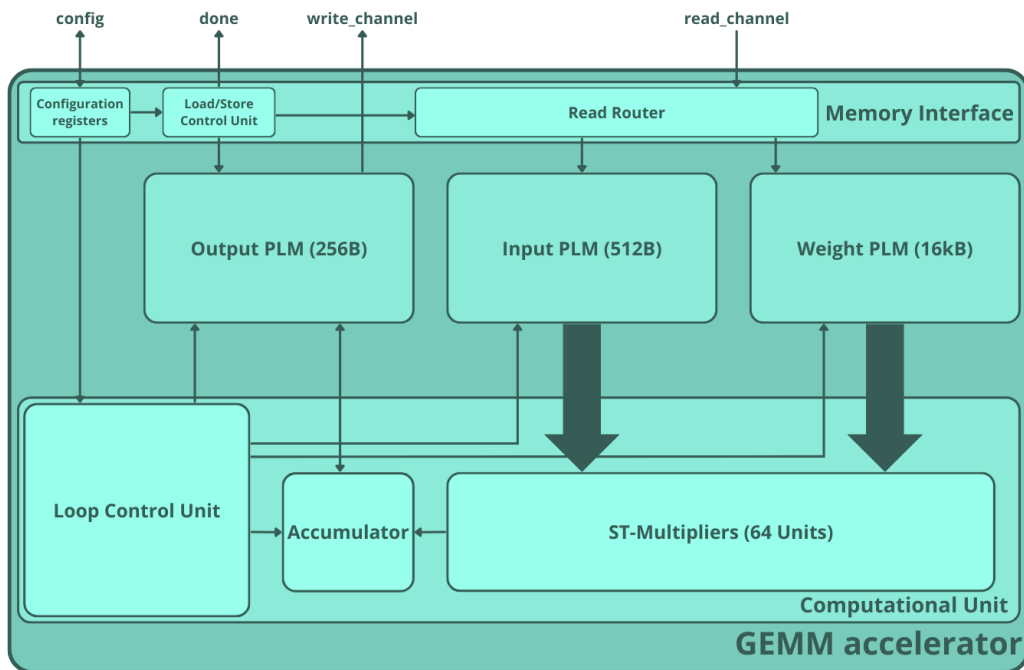 config
done
write_channel
read_channel
Configuration
registers
Load/Store
Control Unit
Read Router
Memory Interface
Output PLM (256B)
Input PLM (512B)
Weight PLM (16kB)
Loop Control Unit
Accumulator
ST-Multipliers (64 Units)
Computational Unit
GEMM accelerator